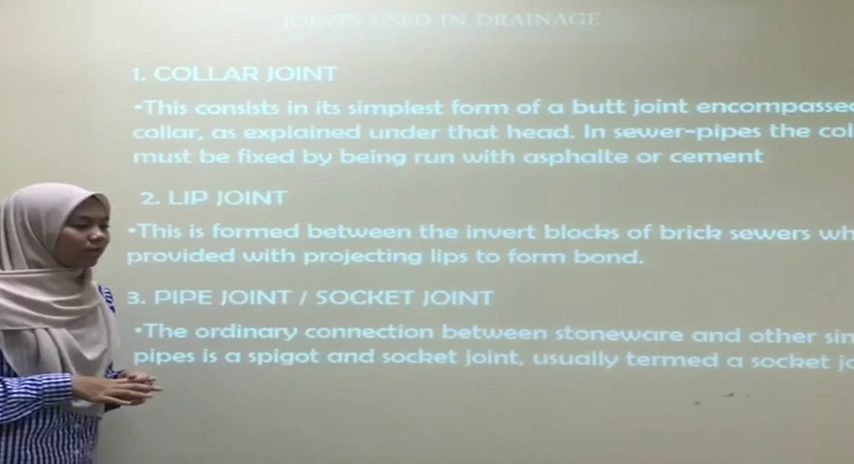 JOINTS USED IN DRAINAGE
1. COLLAR JOINT
•This consists in its simplest form of a butt joint encompassed
collar, as explained under that head. In sewer-pipes the
must be fixed by being run with asphalte or cement
2. LIP JOINT
•This is formed between the invert blocks of brick sewers
provided with projecting lips to form bond.
3. PIPE JOINT / SOCKET JOINT
•The ordinary connection between stoneware and other
pipes is a spigot and socket joint, usually termed a socket